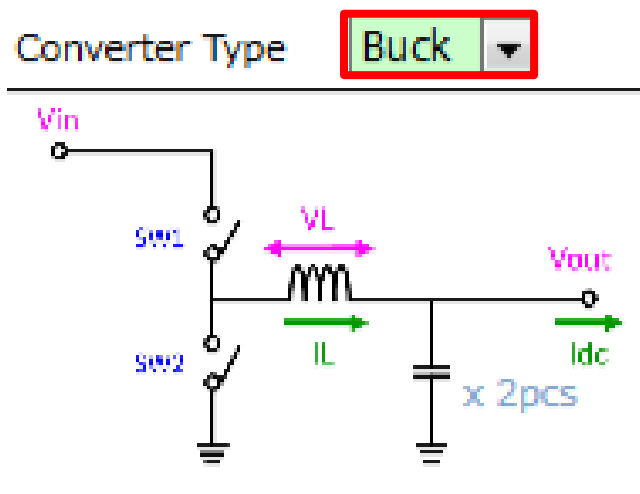 Converter Type Buck
Vin
SW1
VL
Vout
IL
Idc
SW2
x 2pcs